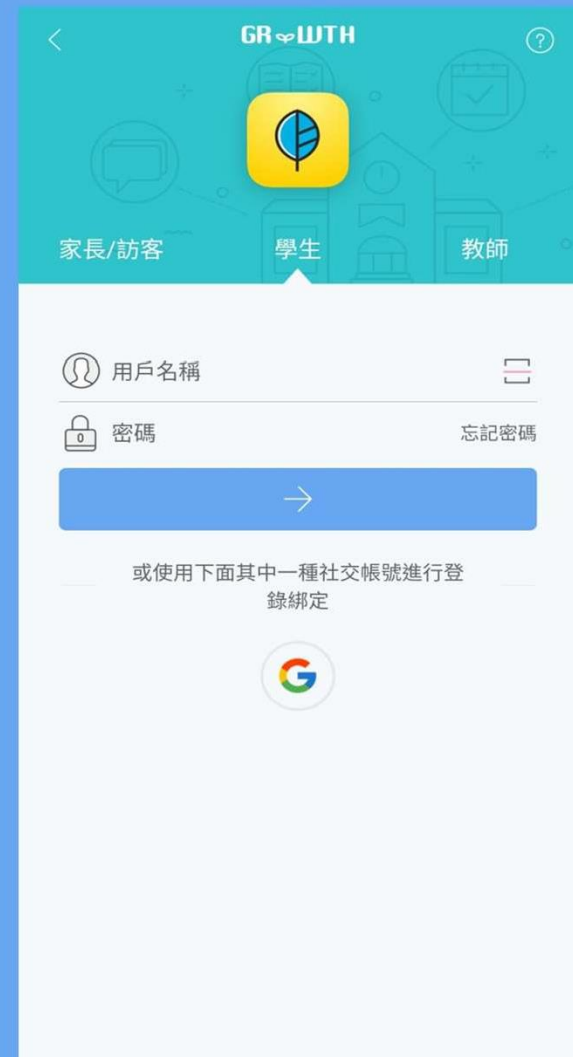 GROWTH
家長/訪客
學生
教師
用戶名稱
密碼
忘記密碼
或使用下面其中一種社交帳號進行登
錄綁定